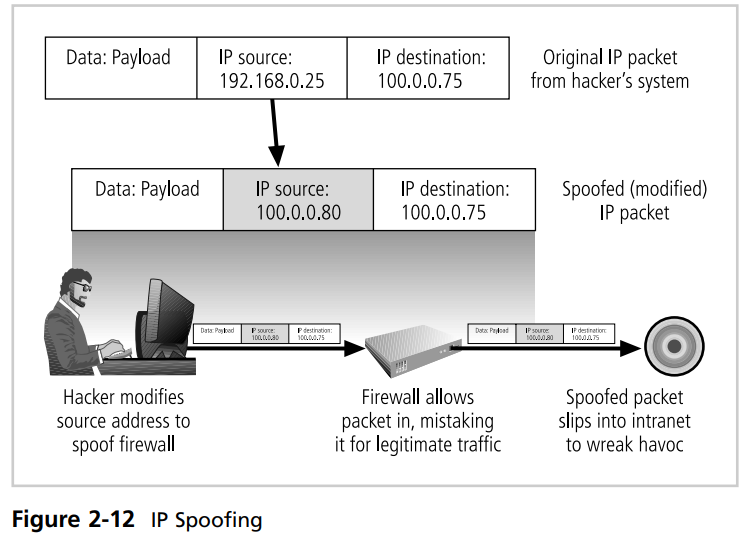 Data: Payload
IP source:
192.168.0.25
IP destination:
100.0.0.75
Original IP packet
from hacker's system
Data: Payload
IP source:
100.0.0.80
IP destination:
100.0.0.75
Spoofed (modified)
IP packet
Data: Payload
IP source:
100.0.0.80
IP destination:
100.0.0.75
Data: Payload
IP source:
100.0.0.80
IP destination:
100.0.0.75
Hacker modifies
source address to
spoof firewall
Firewall allows
packet in, mistaking
it for legitimate traffic
Spoofed packet
slips into intranet
to wreak havoc
Figure 2-12 IP Spoofing